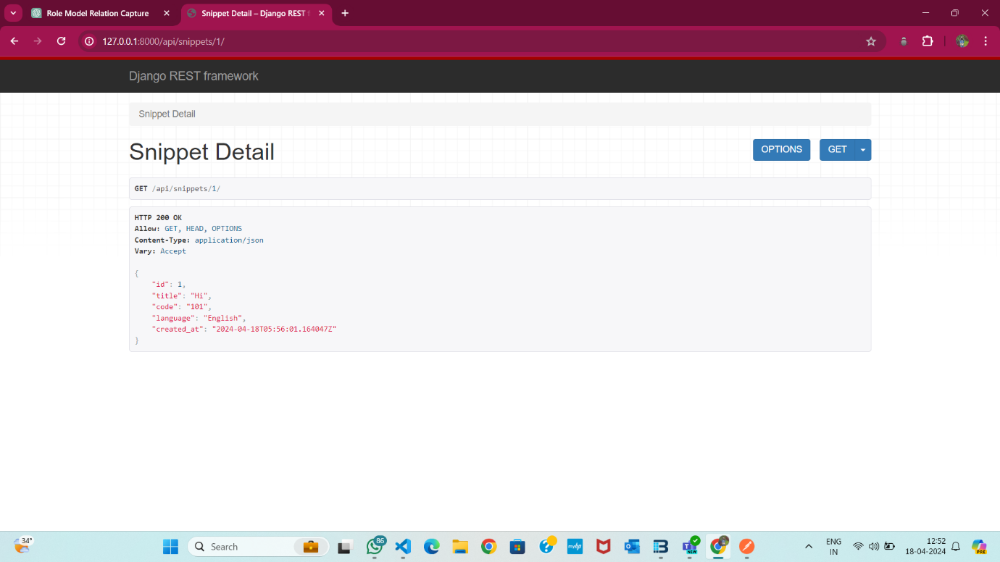 Role Model Relation Capture
Snippet Detail – Django REST f
127.0.0.1:8000/api/snippets/1/
Django REST framework
Snippet Detail
Snippet Detail
OPTIONS
GET
GET /api/snippets/1/
HTTP 200 OK
Allow: GET, HEAD, OPTIONS
Content-Type: application/json
Vary: Accept
{
"id": 1,
"title": "Hi",
"code": "101",
"language": "English",
"created_at": "2024-04-18T05:56:01.164047Z"
}
34°
Search
86
myhp
NEW
ENG
IN
12:52
18-04-2024
PRE